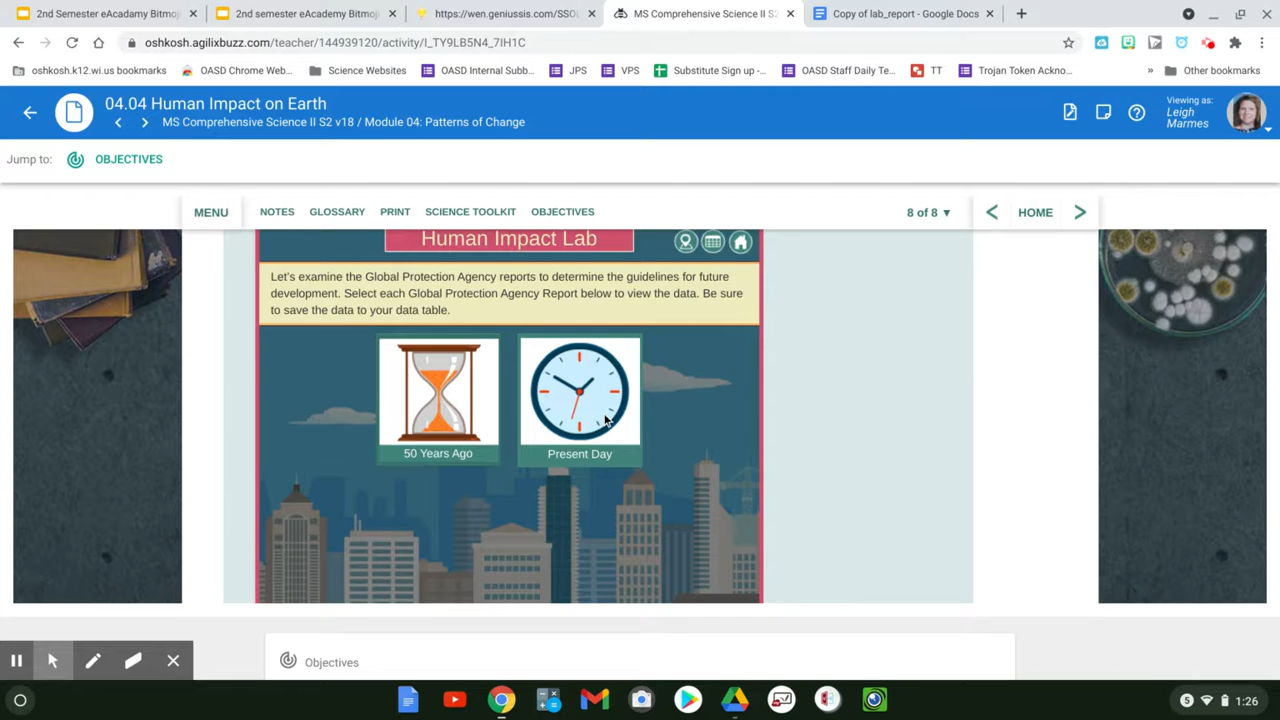 2nd Semester eAcadamy Bitmoji
2nd semester eAcademy Bitmoji
https://wen.geniussis.com/SSOL
MS Comprehensive Science II S2
Copy of lab_report - Google Docs
oshkosh.agilixbuzz.com/teacher/144939120/activity/I_TY9LB5N4_7IH1C
oshkosh.k12.wi.us bookmarks
OASD Chrome Web...
Science Websites
OASD Internal Subb...
JPS
VPS
Substitute Sign up -...
OASD Staff Daily Te...
TT
Trojan Token Ackno...
»
Other bookmarks
04.04 Human Impact on Earth
MS Comprehensive Science II S2 v18 / Module 04: Patterns of Change
Viewing as:
Leigh
Marmes
Jump to:
OBJECTIVES
MENU
NOTES
GLOSSARY
PRINT
SCIENCE TOOLKIT
OBJECTIVES
8 of 8
HOME
Human Impact Lab
Let's examine the Global Protection Agency reports to determine the guidelines for future
development. Select each Global Protection Agency Report below to view the data. Be sure
to save the data to your data table.
50 Years Ago
Present Day
Objectives
5
1:26